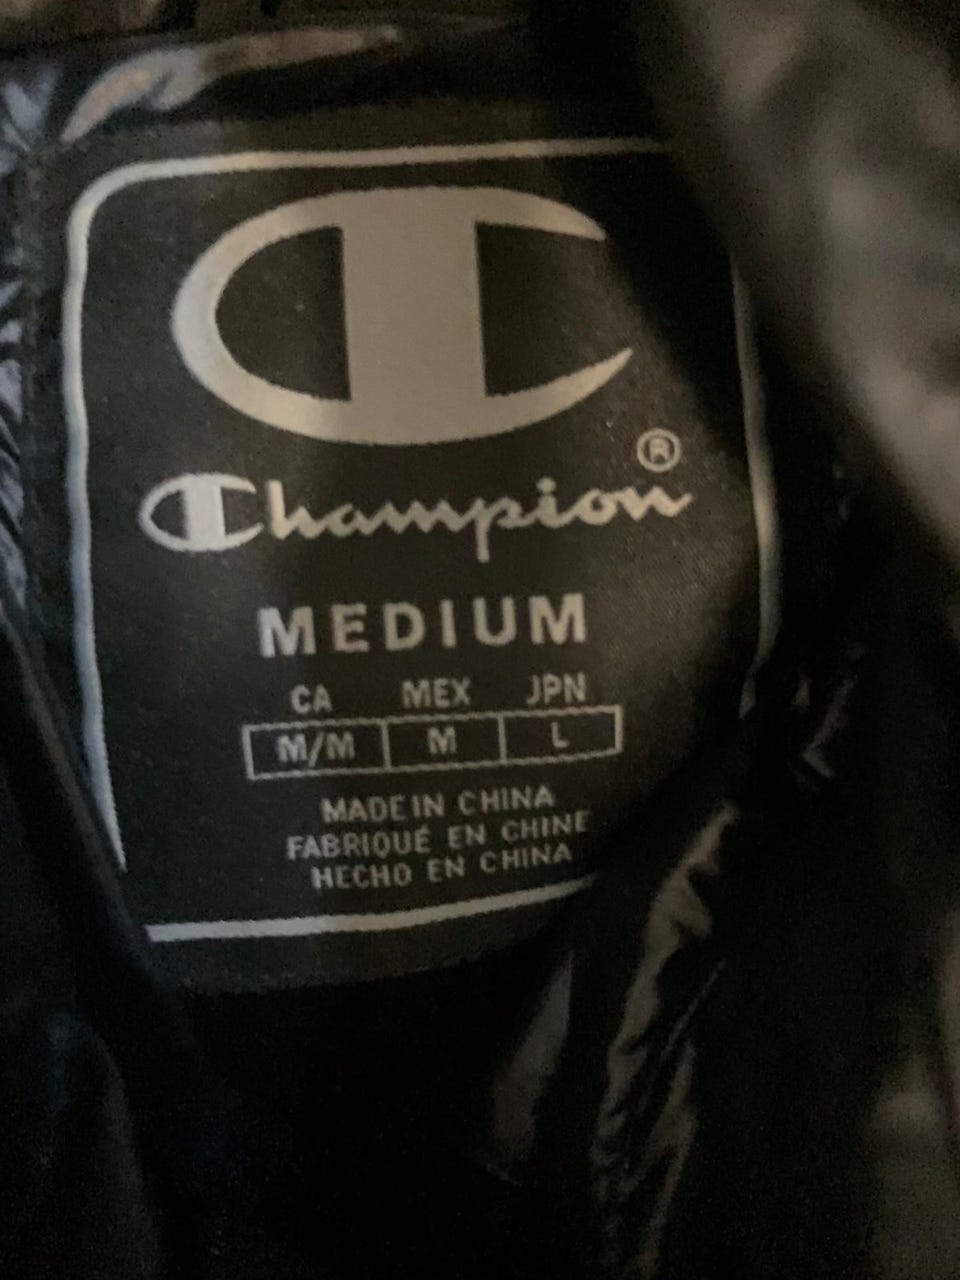 Champion®
MEDIUM
CA MEX JPN
M/M M L
MADE IN CHINA
FABRIQUÉ EN CHINE
HECHO EN CHINA